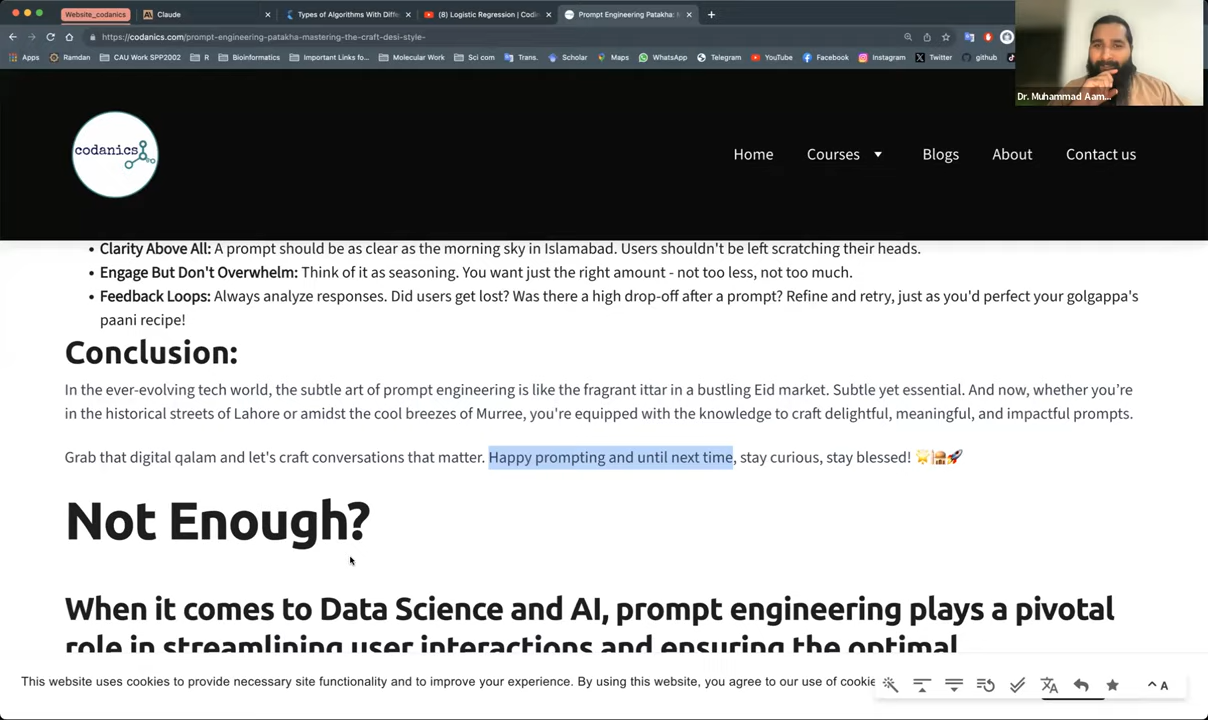 Website_codanics
Claude
Types of Algorithms With Diffe
(8) Logistic Regression | Codin
Prompt Engineering Patakha: M
https://codanics.com/prompt-engineering-patakha-mastering-the-craft-desi-style-
Apps
Ramdan
CAU Work SPP2002
R
Bioinformatics
Important Links fo...
Molecular Work
Sci com
Trans.
Scholar
Maps
WhatsApp
Telegram
YouTube
Facebook
Instagram
Twitter
github
Dr. Muhammad Aam...
codanics
Home
Courses
Blogs
About
Contact us
• Clarity Above All: A prompt should be as clear as the morning sky in Islamabad. Users shouldn't be left scratching their heads.
• Engage But Don't Overwhelm: Think of it as seasoning. You want just the right amount - not too less, not too much.
• Feedback Loops: Always analyze responses. Did users get lost? Was there a high drop-off after a prompt? Refine and retry, just as you'd perfect your golgappa's
paani recipe!
Conclusion:
In the ever-evolving tech world, the subtle art of prompt engineering is like the fragrant ittar in a bustling Eid market. Subtle yet essential. And now, whether you’re
in the historical streets of Lahore or amidst the cool breezes of Murree, you're equipped with the knowledge to craft delightful, meaningful, and impactful prompts.
Grab that digital qalam and let's craft conversations that matter. Happy prompting and until next time, stay curious, stay blessed! 🌟🕌🚀
Not Enough?
When it comes to Data Science and AI, prompt engineering plays a pivotal
role in streamlining user interactions and ensuring the optimal
This website uses cookies to provide necessary site functionality and to improve your experience. By using this website, you agree to our use of cookie
A